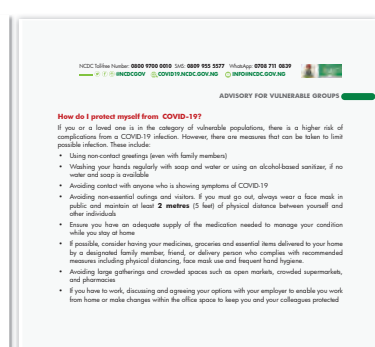 NCDC Toll-free Number: 0800 9700 0010 SMS: 0809 955 5577 WhatsApp: 0708 711 0839
@NCDCGOV COVID19.NCDC.GOV.NG INFO@NCDC.GOV.NG
ADVISORY FOR VULNERABLE GROUPS
How do I protect myself from COVID-19?
If you or a loved one is in the category of vulnerable populations, there is a higher risk of
complications from a COVID-19 infection. However, there are measures that can be taken to limit
possible infection. These include:
• Using non-contact greetings (even with family members)
• Washing your hands regularly with soap and water or using an alcohol-based sanitizer, if no
water and soap is available
• Avoiding contact with anyone who is showing symptoms of COVID-19
• Avoiding non-essential outings and visitors. If you must go out, always wear a face mask in
public and maintain at least 2 metres (5 feet) of physical distance between yourself and
other individuals
• Ensure you have an adequate supply of the medication needed to manage your condition
while you stay at home
• If possible, consider having your medicines, groceries and essential items delivered to your home
by a designated family member, friend, or delivery person who complies with recommended
measures including physical distancing, face mask use and frequent hand hygiene.
• Avoiding large gatherings and crowded spaces such as open markets, crowded supermarkets,
and pharmacies
• If you have to work, discussing and agreeing your options with your employer to enable you work
from home or make changes within the office space to keep you and your colleagues protected